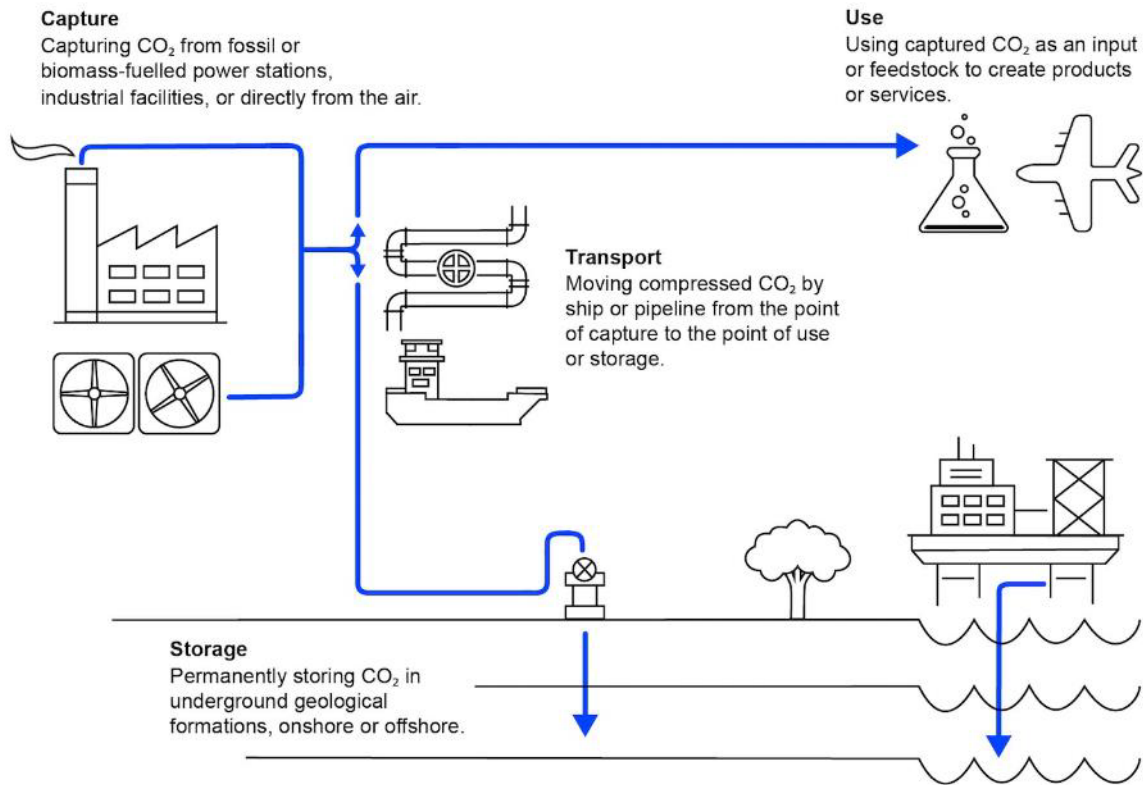 Capture
Capturing CO₂ from fossil or
biomass-fuelled power stations,
industrial facilities, or directly from the air.
Use
Using captured CO₂ as an input
or feedstock to create products
or services.
Transport
Moving compressed CO₂ by
ship or pipeline from the point
of capture to the point of use
or storage.
Storage
Permanently storing CO₂ in
underground geological
formations, onshore or offshore.